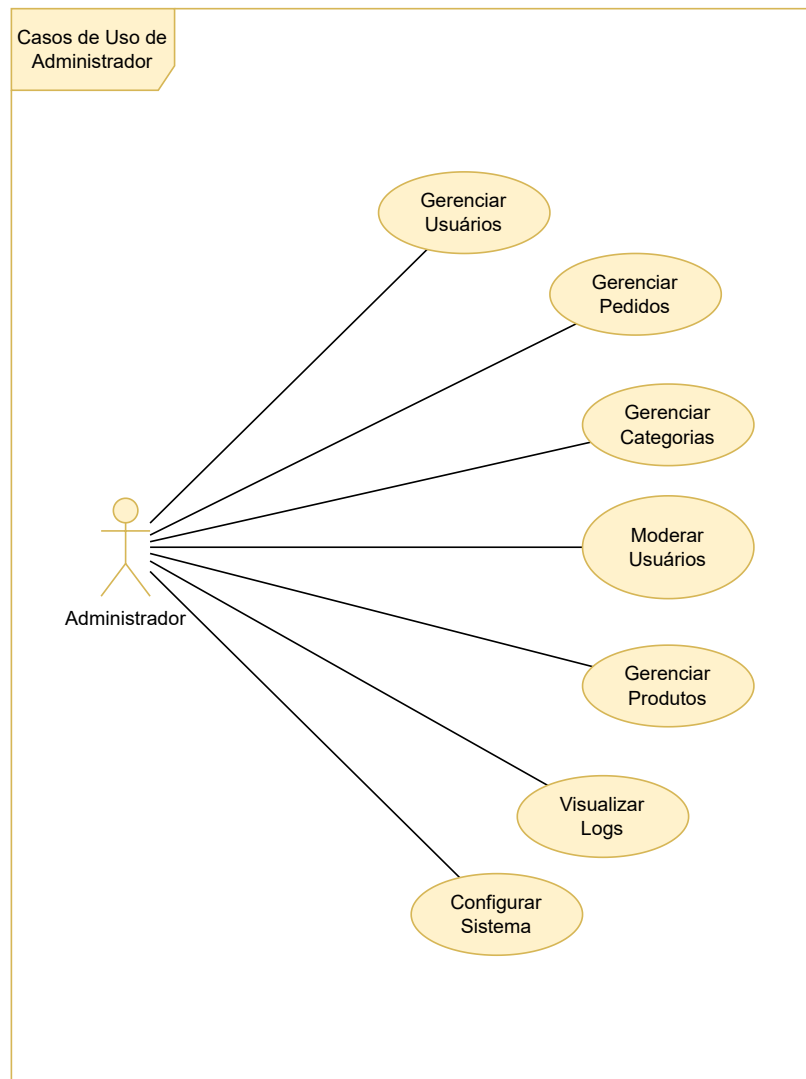 Casos de Uso de
Administrador
Gerenciar
Usuários
Gerenciar
Pedidos
Gerenciar
Categorias
Moderar
Usuários
Administrador
Gerenciar
Produtos
Visualizar
Logs
Configurar
Sistema